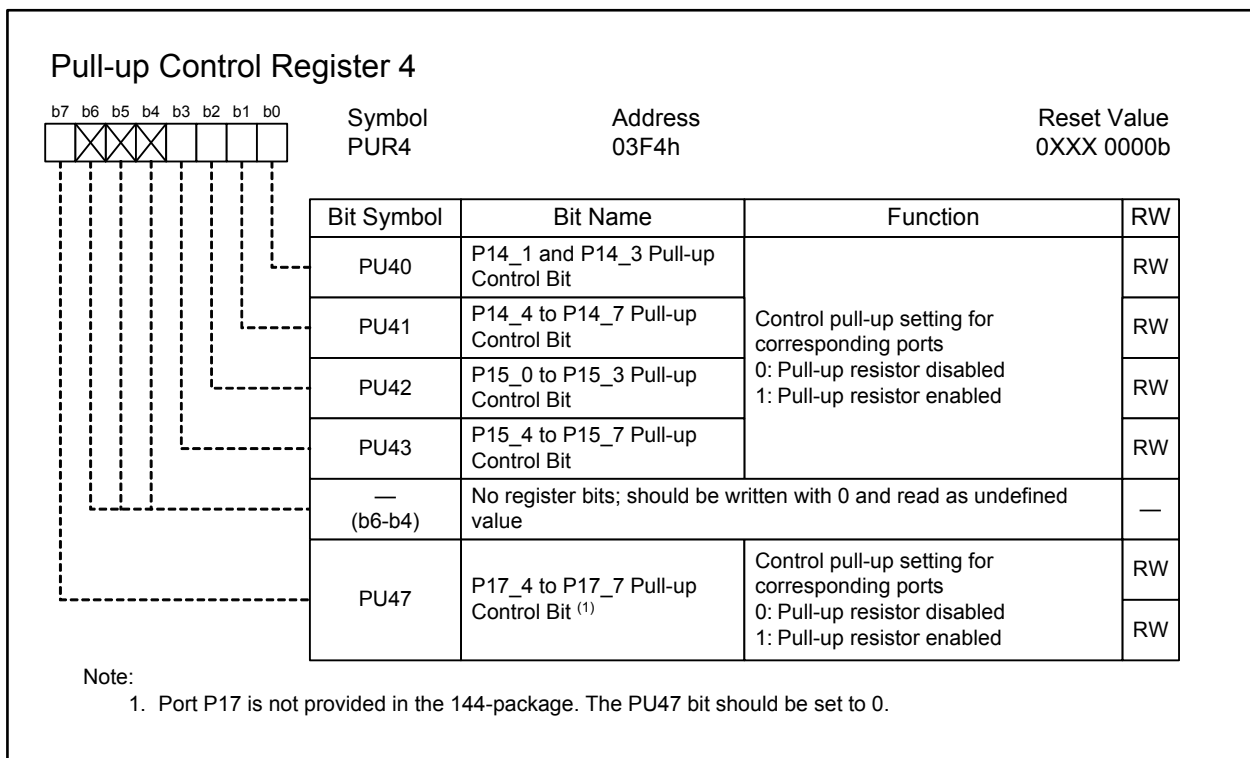 Pull-up Control Register 4
b7 b6 b5 b4 b3 b2 b1 b0
Symbol Address Reset Value
PUR4 03F4h 0XXX 0000b
Bit Symbol Bit Name Function RW
PU40 P14_1 and P14_3 Pull-up Control Bit RW
PU41 P14_4 to P14_7 Pull-up Control Bit RW
PU42 P15_0 to P15_3 Pull-up Control Bit RW
PU43 P15_4 to P15_7 Pull-up Control Bit RW
Control pull-up setting for
corresponding ports
0: Pull-up resistor disabled
1: Pull-up resistor enabled
—
(b6-b4)
No register bits; should be written with 0 and read as undefined
value
—
PU47
P17_4 to P17_7 Pull-up
Control Bit (1)
Control pull-up setting for
corresponding ports
0: Pull-up resistor disabled
1: Pull-up resistor enabled
RW
RW
Note:
1. Port P17 is not provided in the 144-package. The PU47 bit should be set to 0.